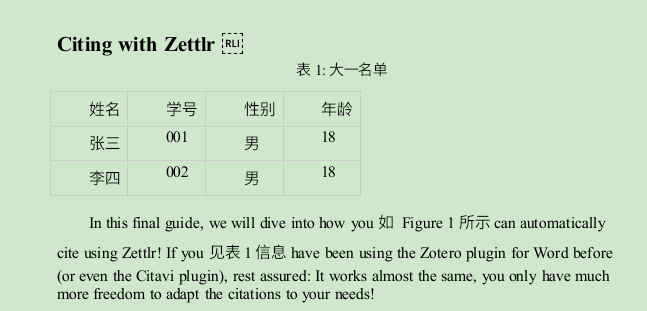 Citing with Zettlr RLI
表 1: 大一名单
姓名 学号 性别 年龄
张三 001 男 18
李四 002 男 18
In this final guide, we will dive into how you 如 Figure 1 所示 can automatically
cite using Zettlr! If you 见表 1 信息 have been using the Zotero plugin for Word before
(or even the Citavi plugin), rest assured: It works almost the same, you only have much
more freedom to adapt the citations to your needs!